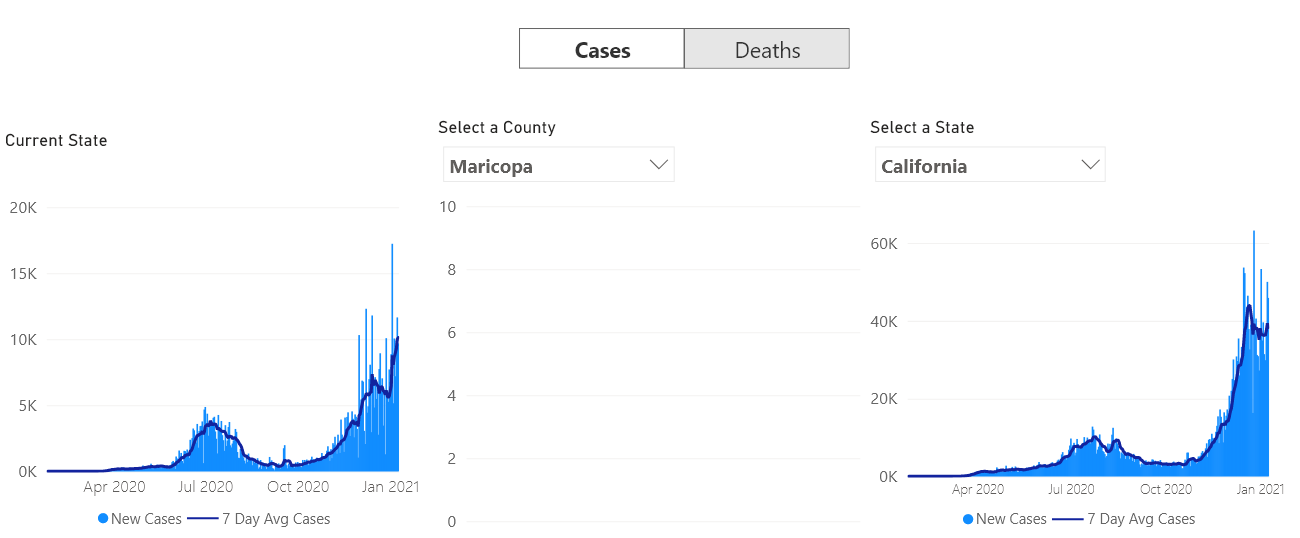 Cases Deaths
Current State
20K
15K
10K
5K
0K
Apr 2020 Jul 2020 Oct 2020 Jan 2021
New Cases 7 Day Avg Cases
Select a County
Maricopa
10
8
6
4
2
0
Select a State
California
60K
40K
20K
0K
Apr 2020 Jul 2020 Oct 2020 Jan 2021
New Cases 7 Day Avg Cases